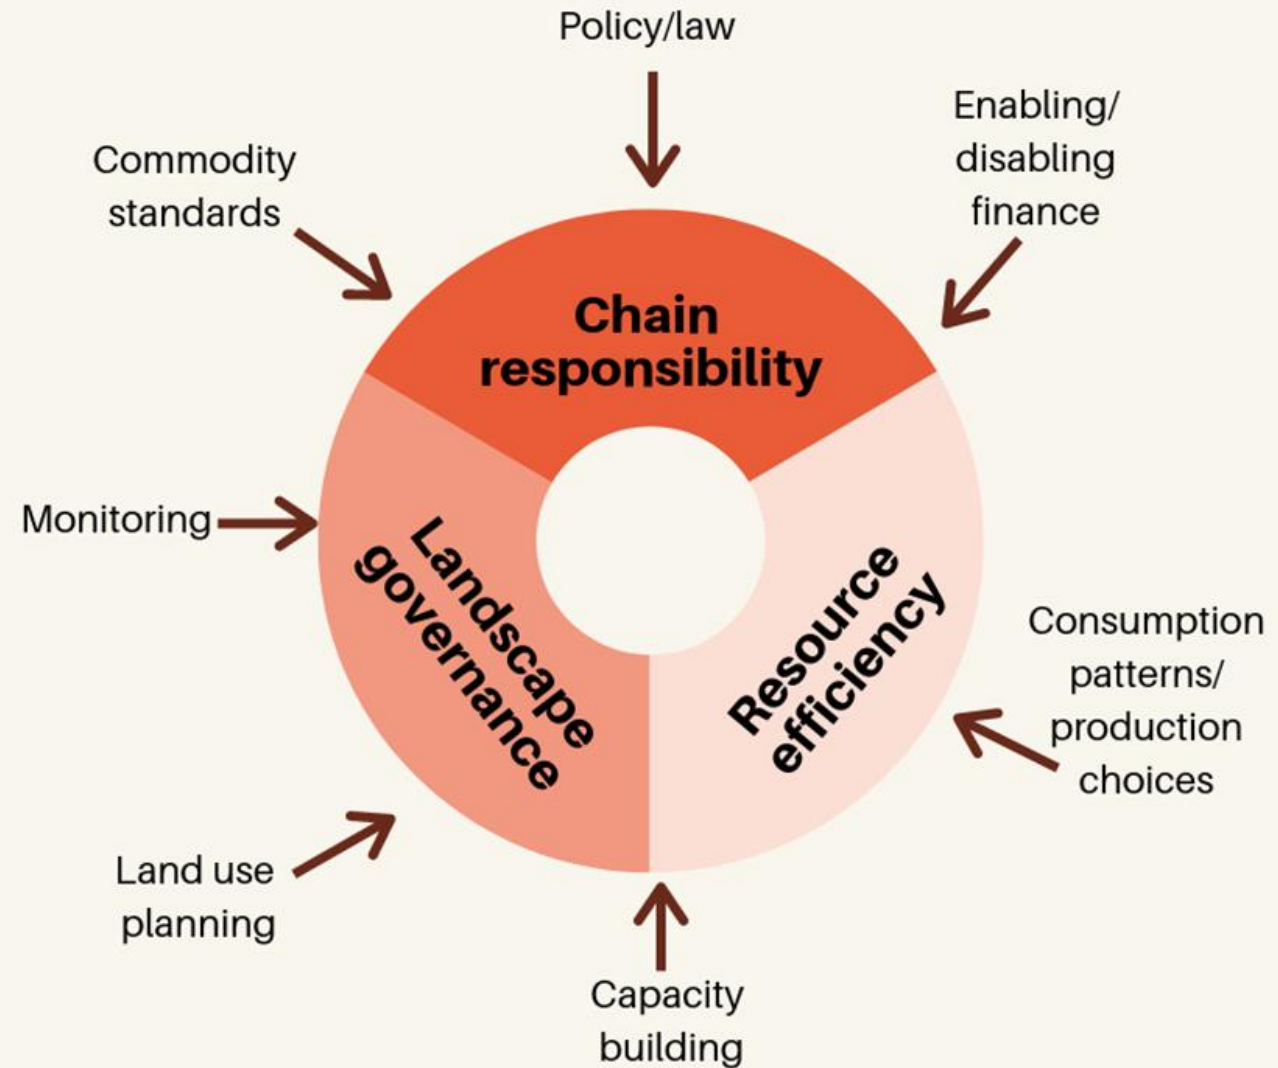 Policy/law
Enabling/
disabling
finance
Commodity
standards
Chain
responsibility
Monitoring
Landscape
governance
Resource
efficiency
Consumption
patterns/
production
choices
Land use
planning
Capacity
building